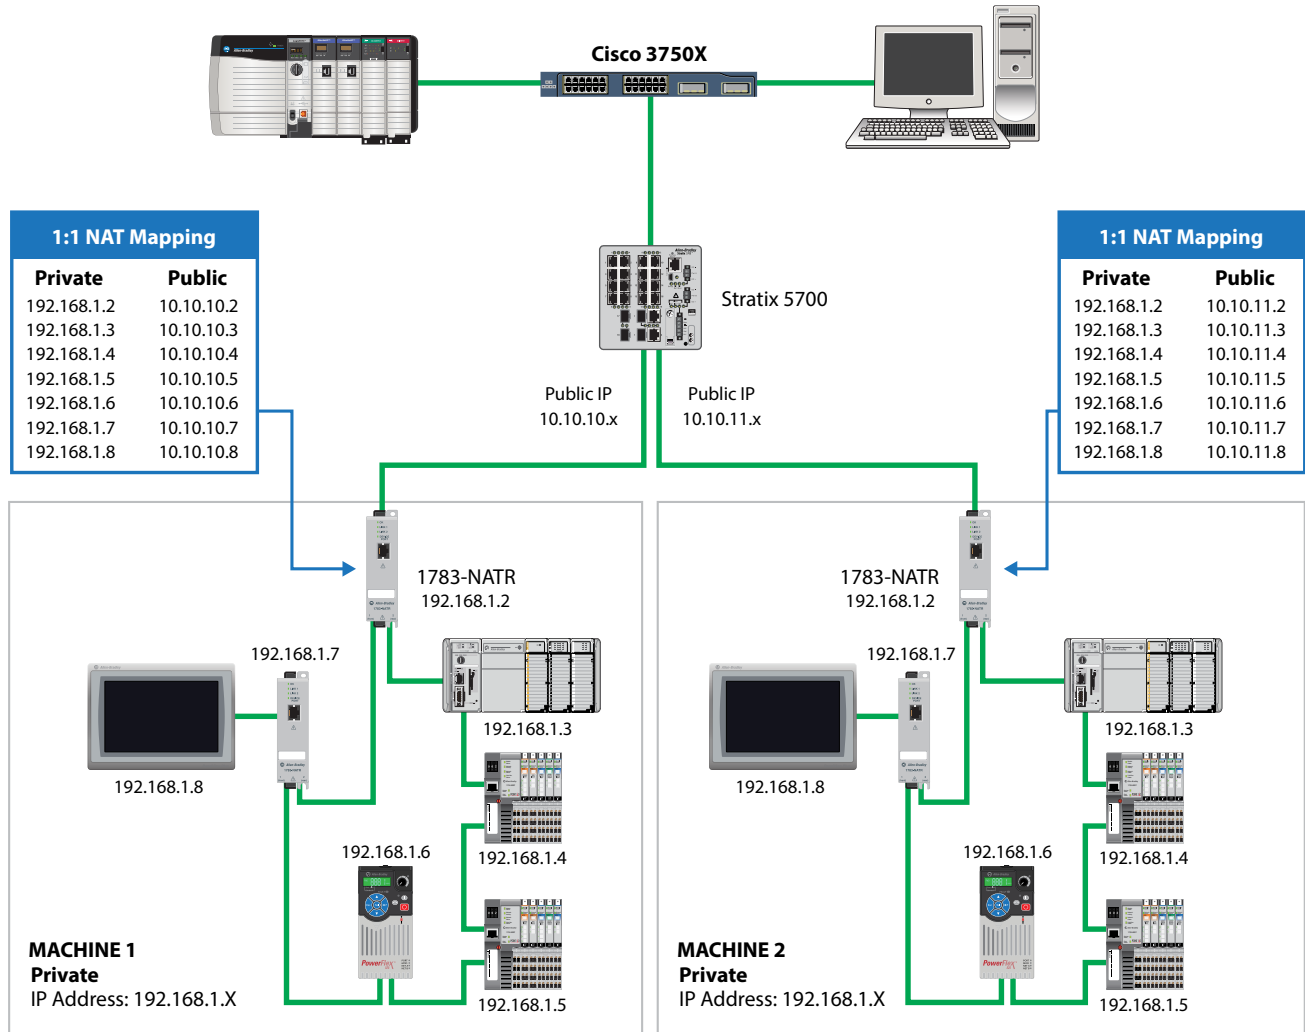 Cisco 3750X
Allen-Bradley
1:1 NAT Mapping
Private Public
192.168.1.2 10.10.10.2
192.168.1.3 10.10.10.3
192.168.1.4 10.10.10.4
192.168.1.5 10.10.10.5
192.168.1.6 10.10.10.6
192.168.1.7 10.10.10.7
192.168.1.8 10.10.10.8
Allen-Bradley
Stratix 5700
1:1 NAT Mapping
Private Public
192.168.1.2 10.10.11.2
192.168.1.3 10.10.11.3
192.168.1.4 10.10.11.4
192.168.1.5 10.10.11.5
192.168.1.6 10.10.11.6
192.168.1.7 10.10.11.7
192.168.1.8 10.10.11.8
Public IP
10.10.10.x
Public IP
10.10.11.x
1783-NATR
192.168.1.2
Allen-Bradley
192.168.1.7
192.168.1.3
192.168.1.8
192.168.1.4
192.168.1.6
PowerFlex
192.168.1.5
MACHINE 1
Private
IP Address: 192.168.1.X
1783-NATR
192.168.1.2
Allen-Bradley
192.168.1.7
192.168.1.3
192.168.1.8
192.168.1.4
192.168.1.6
PowerFlex
192.168.1.5
MACHINE 2
Private
IP Address: 192.168.1.X